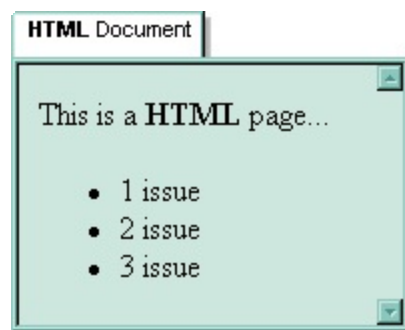 HTML Document
This is a HTML page...
• 1 issue
• 2 issue
• 3 issue